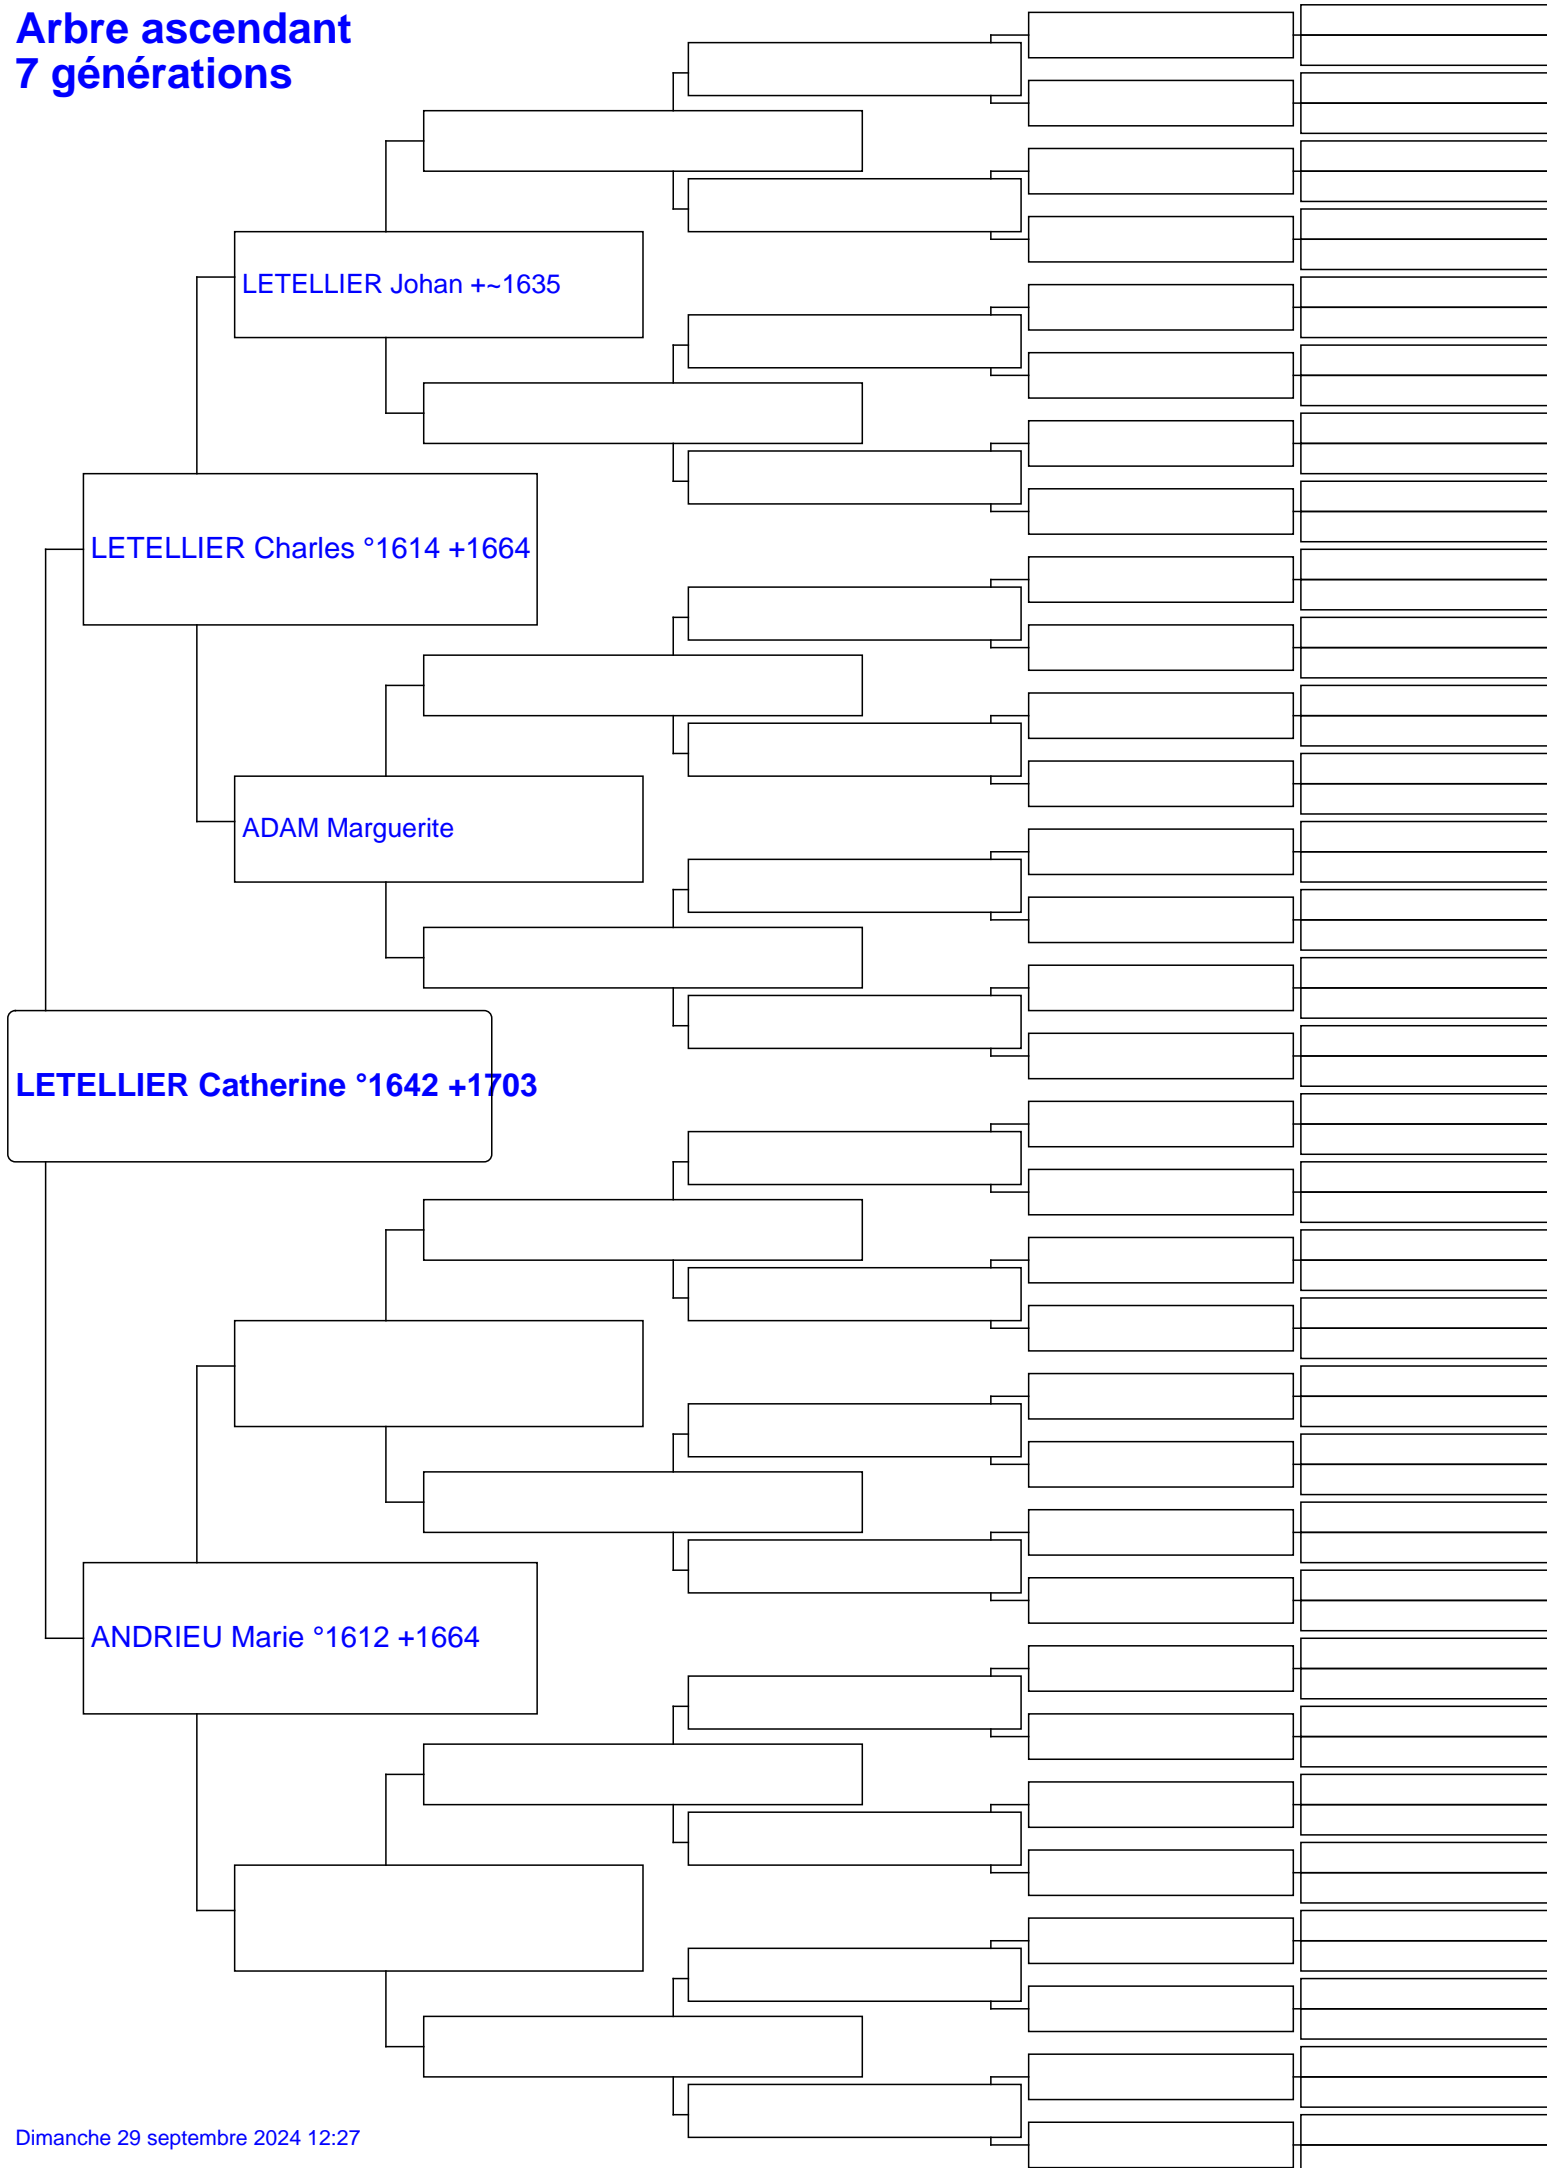 Arbre ascendant
7 générations
LETELLIER Johan +~1635
LETELLIER Charles °1614 +1664
ADAM Marguerite
LETELLIER Catherine °1642 +1703
ANDRIEU Marie °1612 +1664
Dimanche 29 septembre 2024 12:27